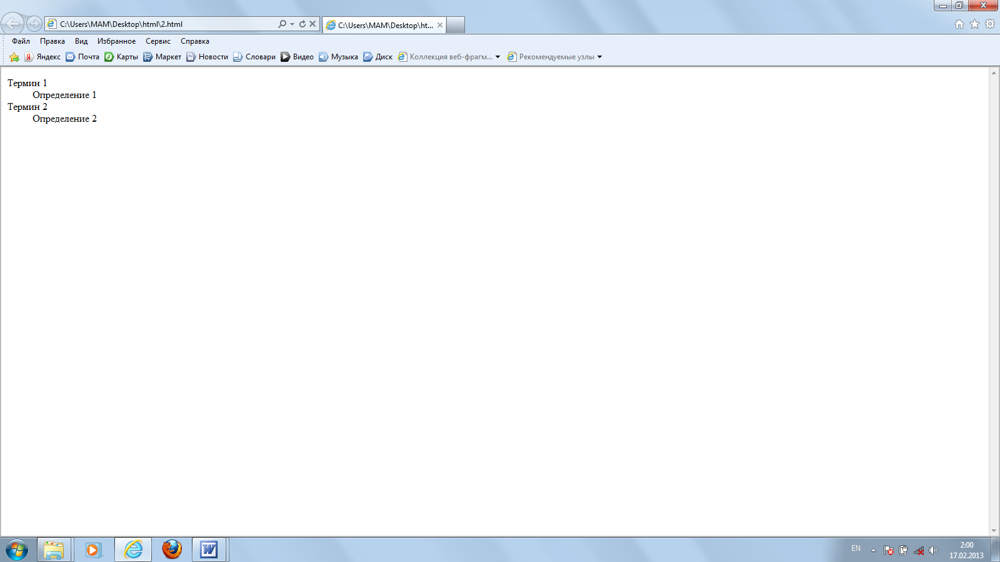 C:\Users\MAM\Desktop\html\2.html
C:\Users\MAM\Desktop\ht...
Файл Правка Вид Избранное Сервис Справка
Яндекс Почта Карты Маркет Новости Словари Видео Музыка Диск Коллекция веб-фрагм... Рекомендуемые узлы
Термин 1
Определение 1
Термин 2
Определение 2
EN
2:00
17.02.2013